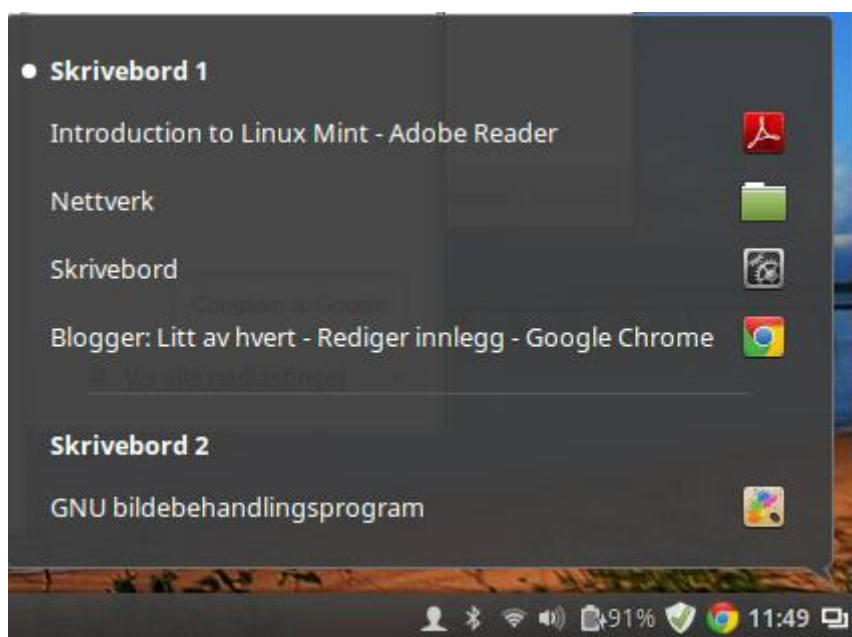 Skrivebord 1
Introduction to Linux Mint - Adobe Reader
Nettverk
Skrivebord
Blogger: Litt av hvert - Rediger innlegg - Google Chrome
Skrivebord 2
GNU bildebehandlingsprogram
91% 11:49